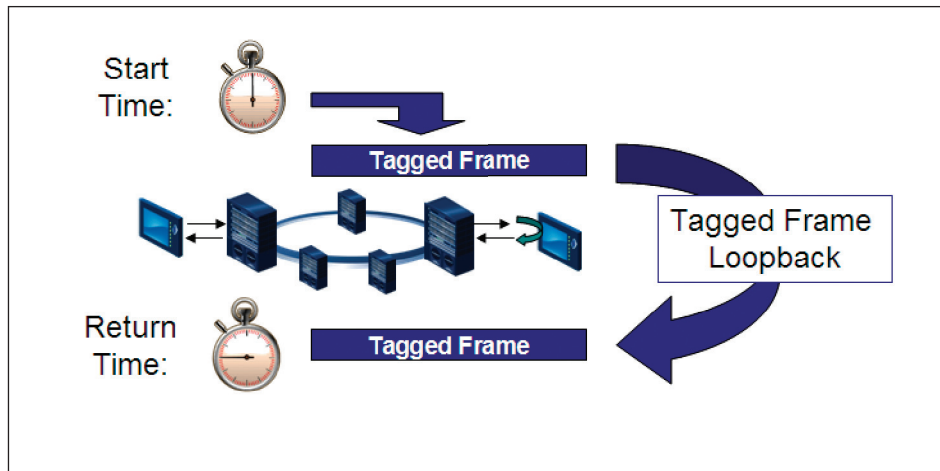 Start
Time:
Tagged Frame
Tagged Frame
Loopback
Return
Time:
Tagged Frame